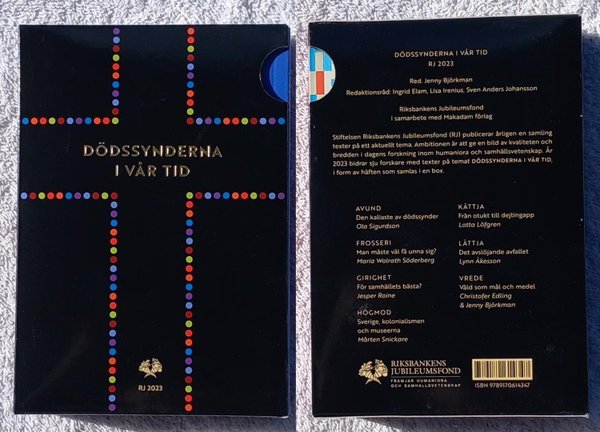 DÖDSSYNDERNA
I VÅR TID
RJ 2023
DÖDSSYNDERNA I VÅR TID
RJ 2023
Red. Jenny Björkman
Redaktionsråd: Ingrid Elam, Lisa Irenius, Sven Anders Johansson
Riksbankens Jubileumsfond
i samarbete med Makadam förlag
Stiftelsen Riksbankens Jubileumsfond (RJ) publicerar årligen en samling
texter på ett aktuellt tema. Ambitionen är att ge en bild av kvaliteten och
bredden i dagens forskning inom humaniora och samhällsvetenskap. År
2023 bidrar sju forskare med texter på temat DÖDSSYNDERNA I VÅR TID,
i form av häften som samlas i en box.
AVUND
Den kallaste av dödssynder
Ola Sigurdson
FROSSERI
Man måste väl få unna sig?
Maria Wolrath Söderberg
GIRIGHET
För samhällets bästa?
Jesper Roine
HÖGMOD
Sverige, kolonialismen
och museerna
Mårten Snickare
KÄTTJA
Från otukt till dejtingapp
Lotta Löfgren
LÄTTJA
Det avslöjande avfallet
Lynn Åkesson
VREDE
Våld som mål och medel
Christofer Edling
& Jenny Björkman
RIKSBANKENS
JUBILEUMSFOND
FRÄMJAR HUMANIORA
OCH SAMHÄLLSVETENSKAP
ISBN 9789170614347